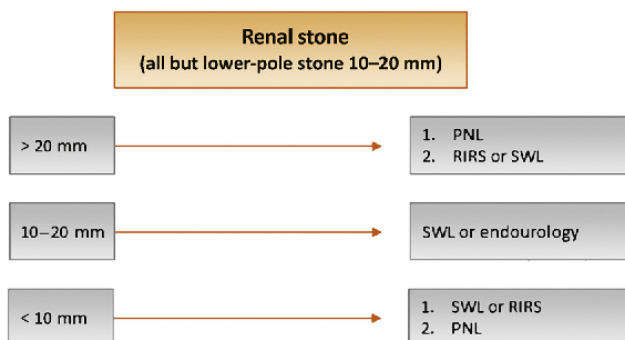 Renal stone
(all but lower-pole stone 10–20 mm)
> 20 mm
1. PNL
2. RIRS or SWL
10–20 mm
SWL or endourology
< 10 mm
1. SWL or RIRS
2. PNL